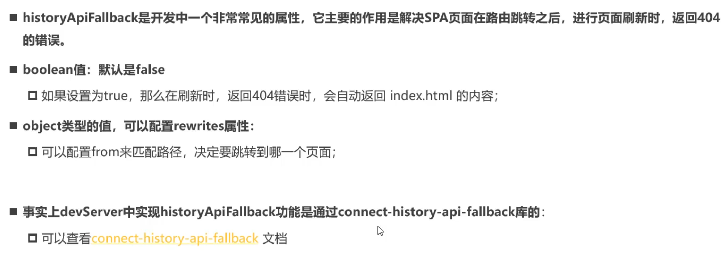 historyApiFallback是开发中一个非常常见的属性，它主要的作用是解决SPA页面在路由跳转之后，进行页面刷新时，返回404
的错误。
boolean值：默认是false
如果设置为true，那么在刷新时，返回404错误时，会自动返回 index.html 的内容；
object类型的值，可以配置rewrites属性：
可以配置from来匹配路径，决定要跳转到哪一个页面；
事实上devServer中实现historyApiFallback功能是通过connect-history-api-fallback库的：
可以查看connect-history-api-fallback 文档